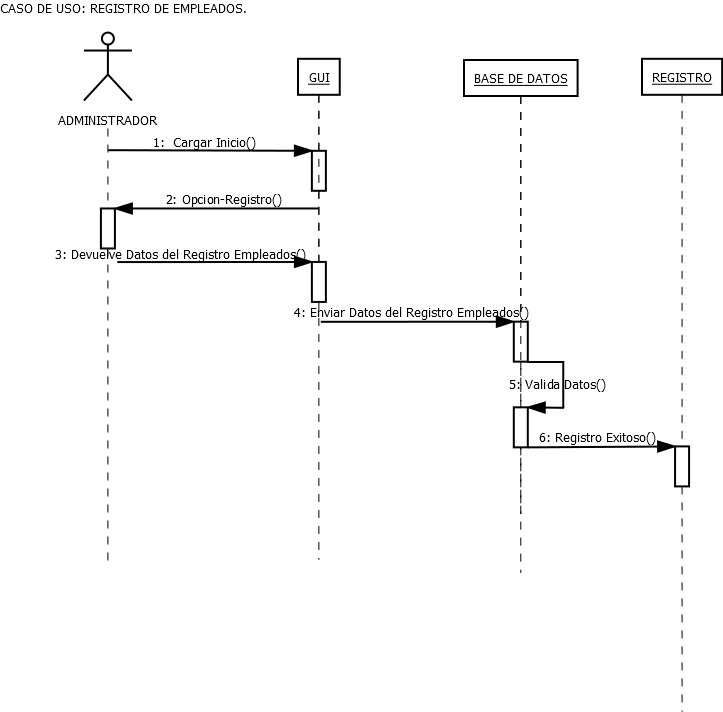 CASO DE USO: REGISTRO DE EMPLEADOS.
GUI
BASE DE DATOS
REGISTRO
ADMINISTRADOR
1: Cargar Inicio()
2: Opcion-Registro()
3: Devuelve Datos del Registro Empleados()
4: Enviar Datos del Registro Empleados()
5: Valida Datos()
6: Registro Exitoso()